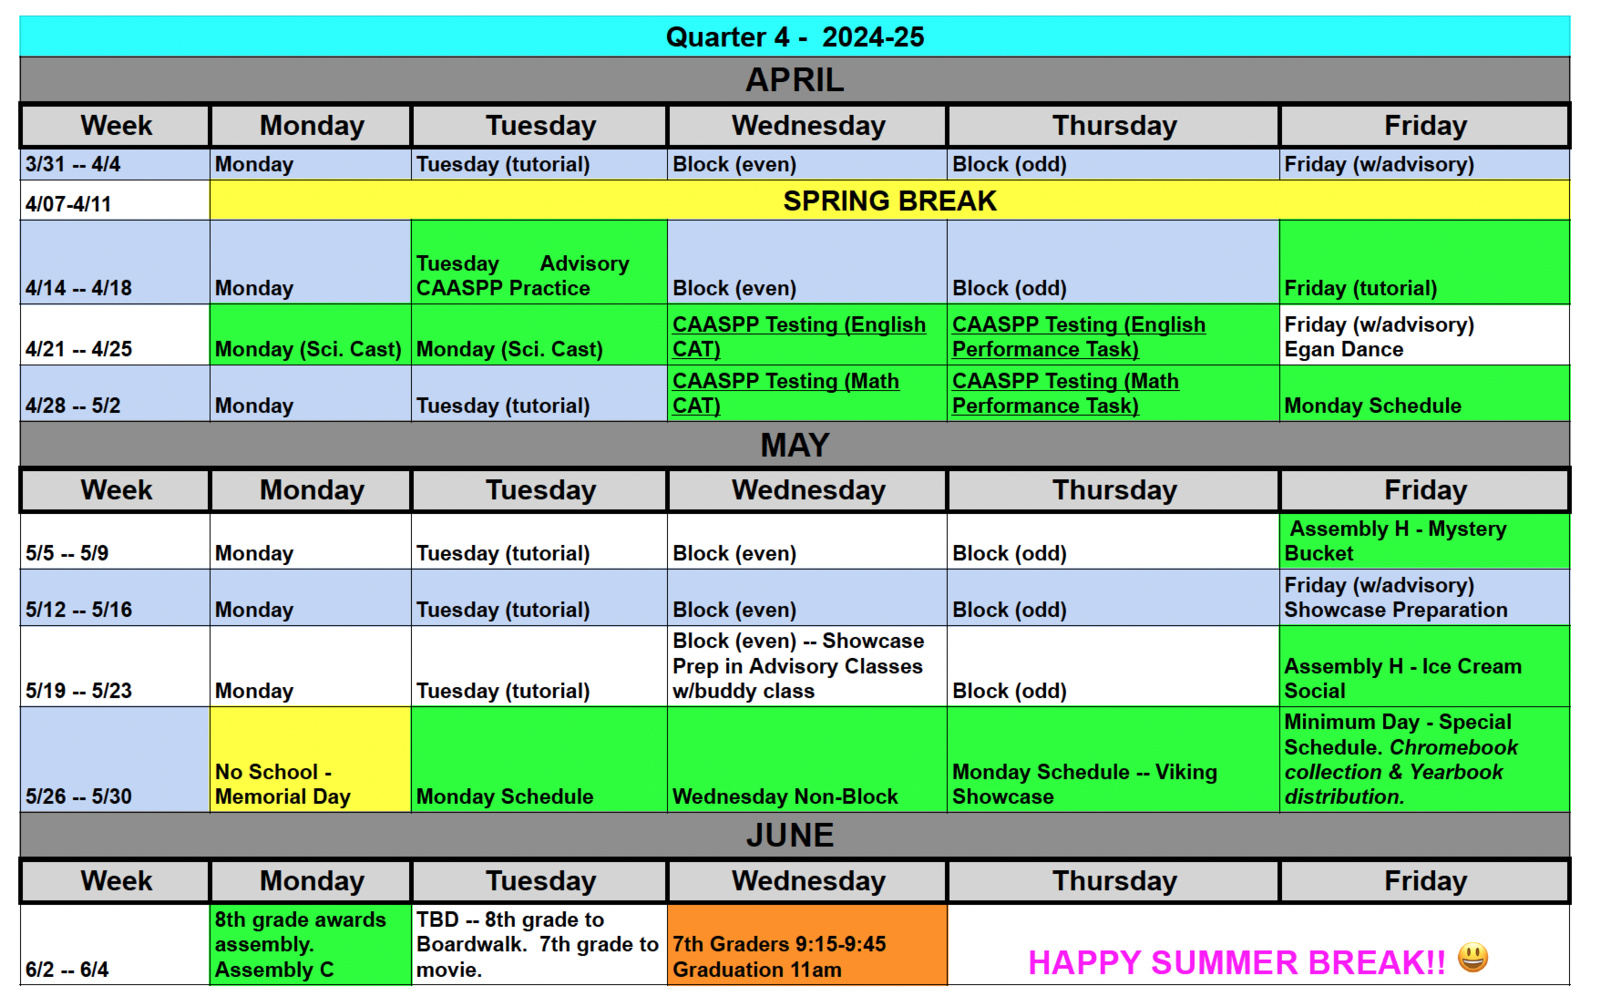 Quarter 4 -  2024-25
APRIL
Week Monday Tuesday Wednesday Thursday Friday
3/31 -- 4/4 Monday Tuesday (tutorial) Block (even) Block (odd) Friday (w/advisory)
4/07-4/11 SPRING BREAK
4/14 -- 4/18 Monday
Tuesday Advisory
CAASPP Practice
Block (even) Block (odd) Friday (tutorial)
4/21 -- 4/25 Monday (Sci. Cast) Monday (Sci. Cast)
CAASPP Testing (English
CAT)
CAASPP Testing (English
Performance Task)
Friday (w/advisory)
Egan Dance
4/28 -- 5/2 Monday Tuesday (tutorial)
CAASPP Testing (Math
CAT)
CAASPP Testing (Math
Performance Task)
Monday Schedule
MAY
Week Monday Tuesday Wednesday Thursday Friday
5/5 -- 5/9 Monday Tuesday (tutorial) Block (even) Block (odd)
Assembly H - Mystery
Bucket
5/12 -- 5/16 Monday Tuesday (tutorial) Block (even) Block (odd)
Friday (w/advisory)
Showcase Preparation
5/19 -- 5/23 Monday Tuesday (tutorial)
Block (even) -- Showcase
Prep in Advisory Classes
w/buddy class
Block (odd)
Assembly H - Ice Cream
Social
5/26 -- 5/30
No School -
Memorial Day
Monday Schedule
Wednesday Non-Block
Monday Schedule -- Viking
Showcase
Minimum Day - Special
Schedule. Chromebook
collection & Yearbook
distribution.
JUNE
Week Monday Tuesday Wednesday Thursday Friday
6/2 -- 6/4
8th grade awards
assembly.
Assembly C
TBD -- 8th grade to
Boardwalk.  7th grade to
movie.
7th Graders 9:15-9:45
Graduation 11am
HAPPY SUMMER BREAK!! 😃